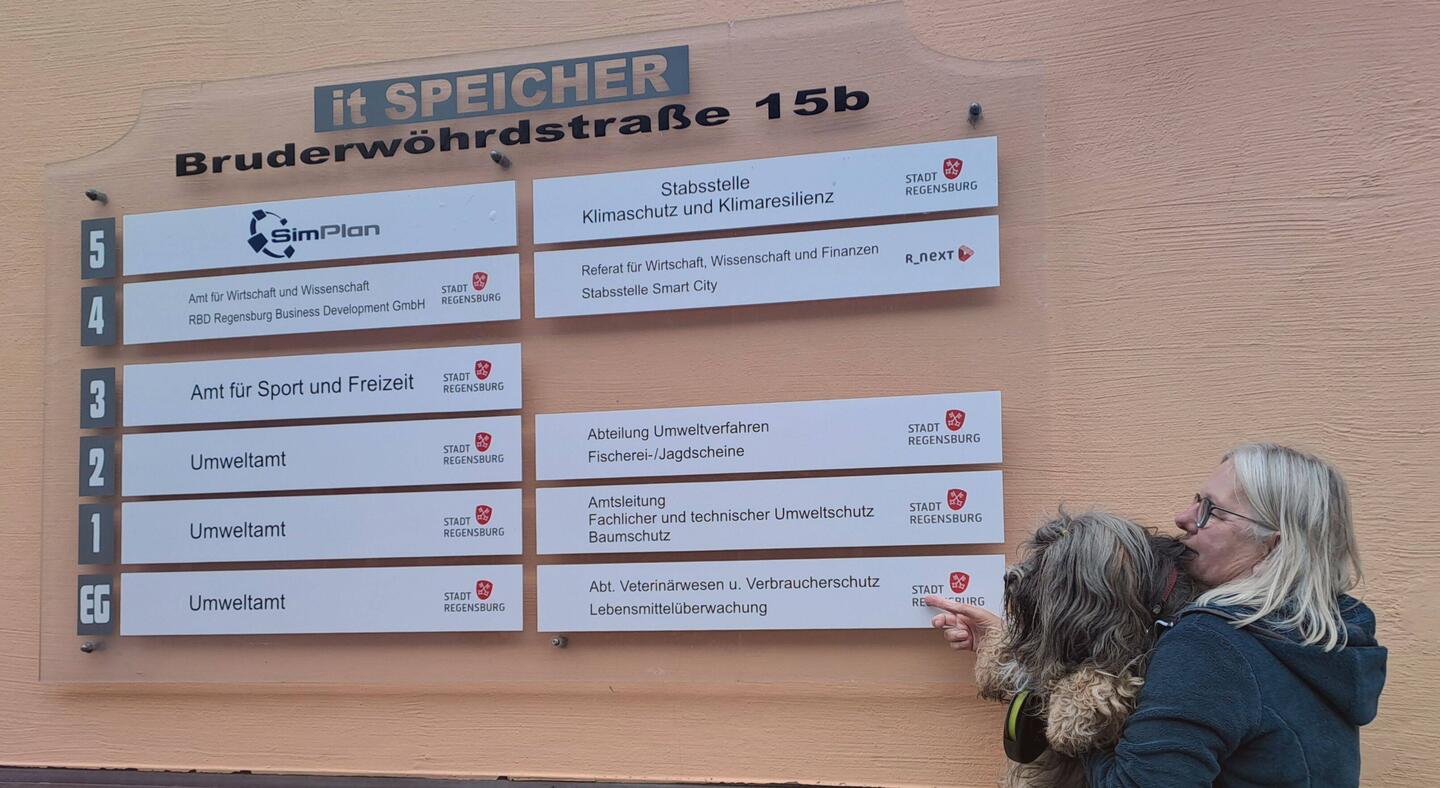 it SPEICHER
Bruderwöhrdstraße 15b
5
SimPlan
Stabsstelle
Klimaschutz und Klimaresilienz
STADT
REGENSBURG
4
Amt für Wirtschaft und Wissenschaft
RBD Regensburg Business Development GmbH
STADT
REGENSBURG
Referat für Wirtschaft, Wissenschaft und Finanzen
Stabsstelle Smart City
R_NEXT
3
Amt für Sport und Freizeit
STADT
REGENSBURG
2
Umweltamt
STADT
REGENSBURG
Abteilung Umweltverfahren
Fischerei-/Jagdscheine
STADT
REGENSBURG
1
Umweltamt
STADT
REGENSBURG
Amtsleitung
Fachlicher und technischer Umweltschutz
Baumschutz
STADT
REGENSBURG
EG
Umweltamt
STADT
REGENSBURG
Abt. Veterinärwesen u. Verbraucherschutz
Lebensmittelüberwachung
STADT
REGENSBURG